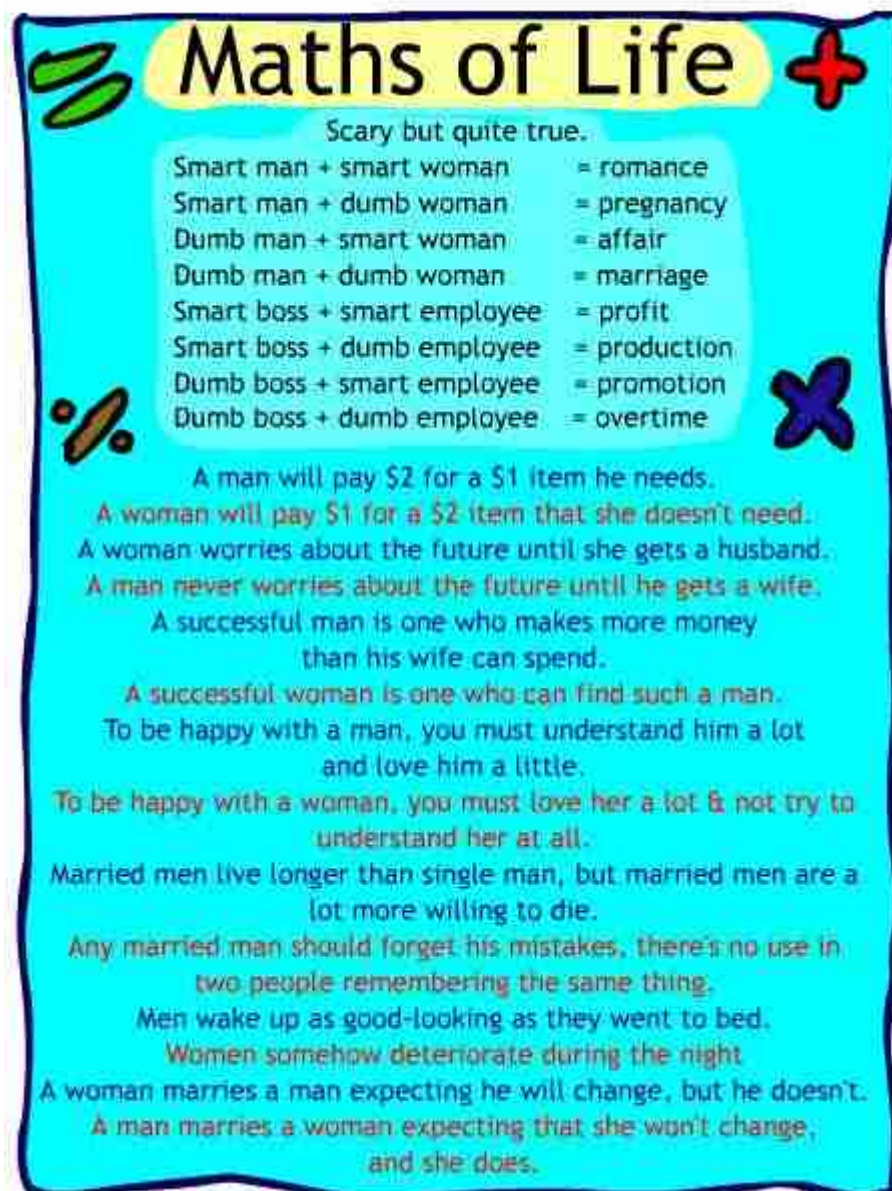 Maths of Life
Scary but quite true.
Smart man + smart woman = romance
Smart man + dumb woman = pregnancy
Dumb man + smart woman = affair
Dumb man + dumb woman = marriage
Smart boss + smart employee = profit
Smart boss + dumb employee = production
Dumb boss + smart employee = promotion
Dumb boss + dumb employee = overtime
A man will pay $2 for a $1 item he needs.
A woman will pay $1 for a $2 item that she doesn't need.
A woman worries about the future until she gets a husband.
A man never worries about the future until he gets a wife.
A successful man is one who makes more money
than his wife can spend.
A successful woman is one who can find such a man.
To be happy with a man, you must understand him a lot
and love him a little.
To be happy with a woman, you must love her a lot & not try to
understand her at all.
Married men live longer than single man, but married men are a
lot more willing to die.
Any married man should forget his mistakes, there's no use in
two people remembering the same thing.
Men wake up as good-looking as they went to bed.
Women somehow deteriorate during the night
A woman marries a man expecting he will change, but he doesn't.
A man marries a woman expecting that she won't change,
and she does.